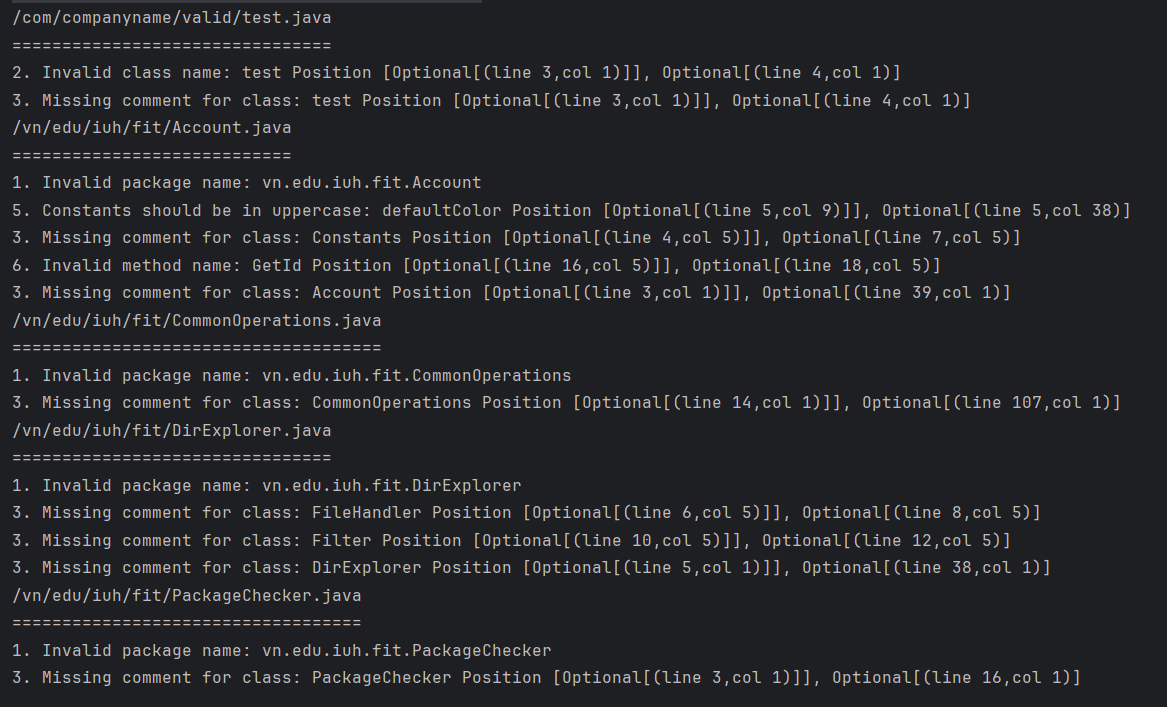 /com/companyname/valid/test.java
================================
2. Invalid class name: test Position [Optional[(line 3,col 1)]], Optional[(line 4,col 1)]
3. Missing comment for class: test Position [Optional[(line 3,col 1)]], Optional[(line 4,col 1)]
/vn/edu/iuh/fit/Account.java
============================
1. Invalid package name: vn.edu.iuh.fit.Account
5. Constants should be in uppercase: defaultColor Position [Optional[(line 5,col 9)]], Optional[(line 5,col 38)]
3. Missing comment for class: Constants Position [Optional[(line 4,col 5)]], Optional[(line 7,col 5)]
6. Invalid method name: GetId Position [Optional[(line 16,col 5)]], Optional[(line 18,col 5)]
3. Missing comment for class: Account Position [Optional[(line 3,col 1)]], Optional[(line 39,col 1)]
/vn/edu/iuh/fit/CommonOperations.java
=====================================
1. Invalid package name: vn.edu.iuh.fit.CommonOperations
3. Missing comment for class: CommonOperations Position [Optional[(line 14,col 1)]], Optional[(line 107,col 1)]
/vn/edu/iuh/fit/DirExplorer.java
================================
1. Invalid package name: vn.edu.iuh.fit.DirExplorer
3. Missing comment for class: FileHandler Position [Optional[(line 6,col 5)]], Optional[(line 8,col 5)]
3. Missing comment for class: Filter Position [Optional[(line 10,col 5)]], Optional[(line 12,col 5)]
3. Missing comment for class: DirExplorer Position [Optional[(line 5,col 1)]], Optional[(line 38,col 1)]
/vn/edu/iuh/fit/PackageChecker.java
===================================
1. Invalid package name: vn.edu.iuh.fit.PackageChecker
3. Missing comment for class: PackageChecker Position [Optional[(line 3,col 1)]], Optional[(line 16,col 1)]